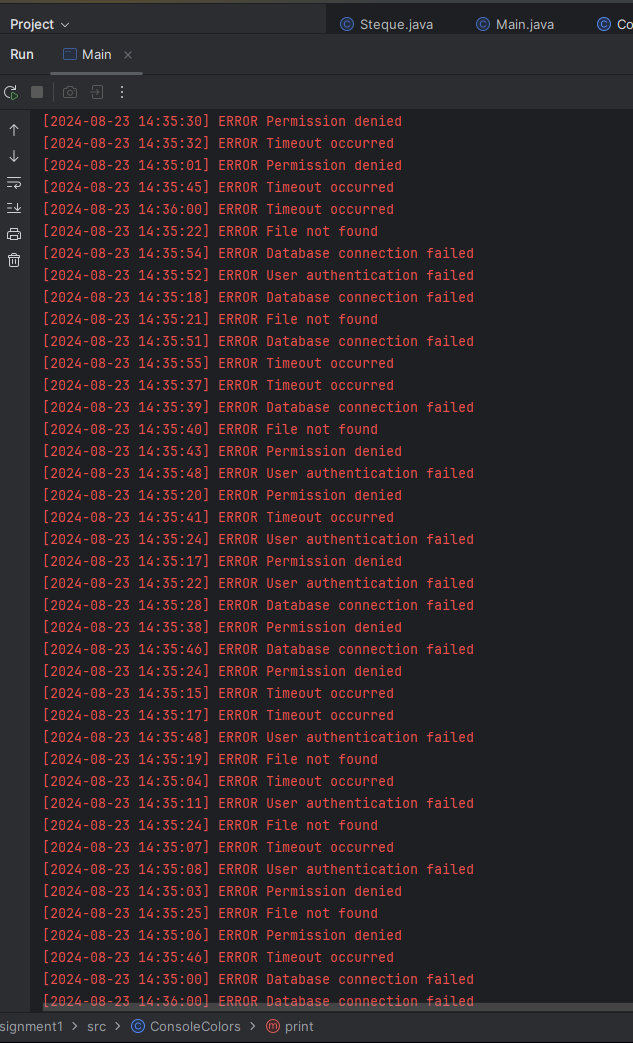 Project
Steque.java
Main.java
Co
Run
Main
[2024-08-23 14:35:30] ERROR Permission denied
[2024-08-23 14:35:32] ERROR Timeout occurred
[2024-08-23 14:35:01] ERROR Permission denied
[2024-08-23 14:35:45] ERROR Timeout occurred
[2024-08-23 14:36:00] ERROR Timeout occurred
[2024-08-23 14:35:22] ERROR File not found
[2024-08-23 14:35:54] ERROR Database connection failed
[2024-08-23 14:35:52] ERROR User authentication failed
[2024-08-23 14:35:18] ERROR Database connection failed
[2024-08-23 14:35:21] ERROR File not found
[2024-08-23 14:35:51] ERROR Database connection failed
[2024-08-23 14:35:55] ERROR Timeout occurred
[2024-08-23 14:35:37] ERROR Timeout occurred
[2024-08-23 14:35:39] ERROR Database connection failed
[2024-08-23 14:35:40] ERROR File not found
[2024-08-23 14:35:43] ERROR Permission denied
[2024-08-23 14:35:48] ERROR User authentication failed
[2024-08-23 14:35:20] ERROR Permission denied
[2024-08-23 14:35:41] ERROR Timeout occurred
[2024-08-23 14:35:24] ERROR User authentication failed
[2024-08-23 14:35:17] ERROR Permission denied
[2024-08-23 14:35:22] ERROR User authentication failed
[2024-08-23 14:35:28] ERROR Database connection failed
[2024-08-23 14:35:38] ERROR Permission denied
[2024-08-23 14:35:46] ERROR Database connection failed
[2024-08-23 14:35:24] ERROR Permission denied
[2024-08-23 14:35:15] ERROR Timeout occurred
[2024-08-23 14:35:17] ERROR Timeout occurred
[2024-08-23 14:35:48] ERROR User authentication failed
[2024-08-23 14:35:19] ERROR File not found
[2024-08-23 14:35:04] ERROR Timeout occurred
[2024-08-23 14:35:11] ERROR User authentication failed
[2024-08-23 14:35:24] ERROR File not found
[2024-08-23 14:35:07] ERROR Timeout occurred
[2024-08-23 14:35:08] ERROR User authentication failed
[2024-08-23 14:35:03] ERROR Permission denied
[2024-08-23 14:35:25] ERROR File not found
[2024-08-23 14:35:06] ERROR Permission denied
[2024-08-23 14:35:46] ERROR Timeout occurred
[2024-08-23 14:35:00] ERROR Database connection failed
[2024-08-23 14:36:00] ERROR Database connection failed
signment1 > src > ConsoleColors > print